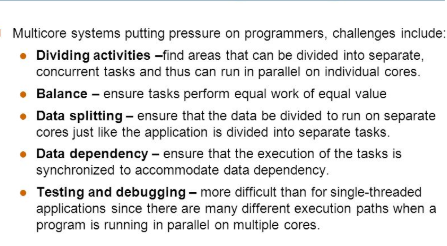 Multicore systems putting pressure on programmers, challenges include:
Dividing activities –find areas that can be divided into separate,
concurrent tasks and thus can run in parallel on individual cores.
Balance – ensure tasks perform equal work of equal value
Data splitting – ensure that the data be divided to run on separate
cores just like the application is divided into separate tasks.
Data dependency – ensure that the execution of the tasks is
synchronized to accommodate data dependency.
Testing and debugging – more difficult than for single-threaded
applications since there are many different execution paths when a
program is running in parallel on multiple cores.